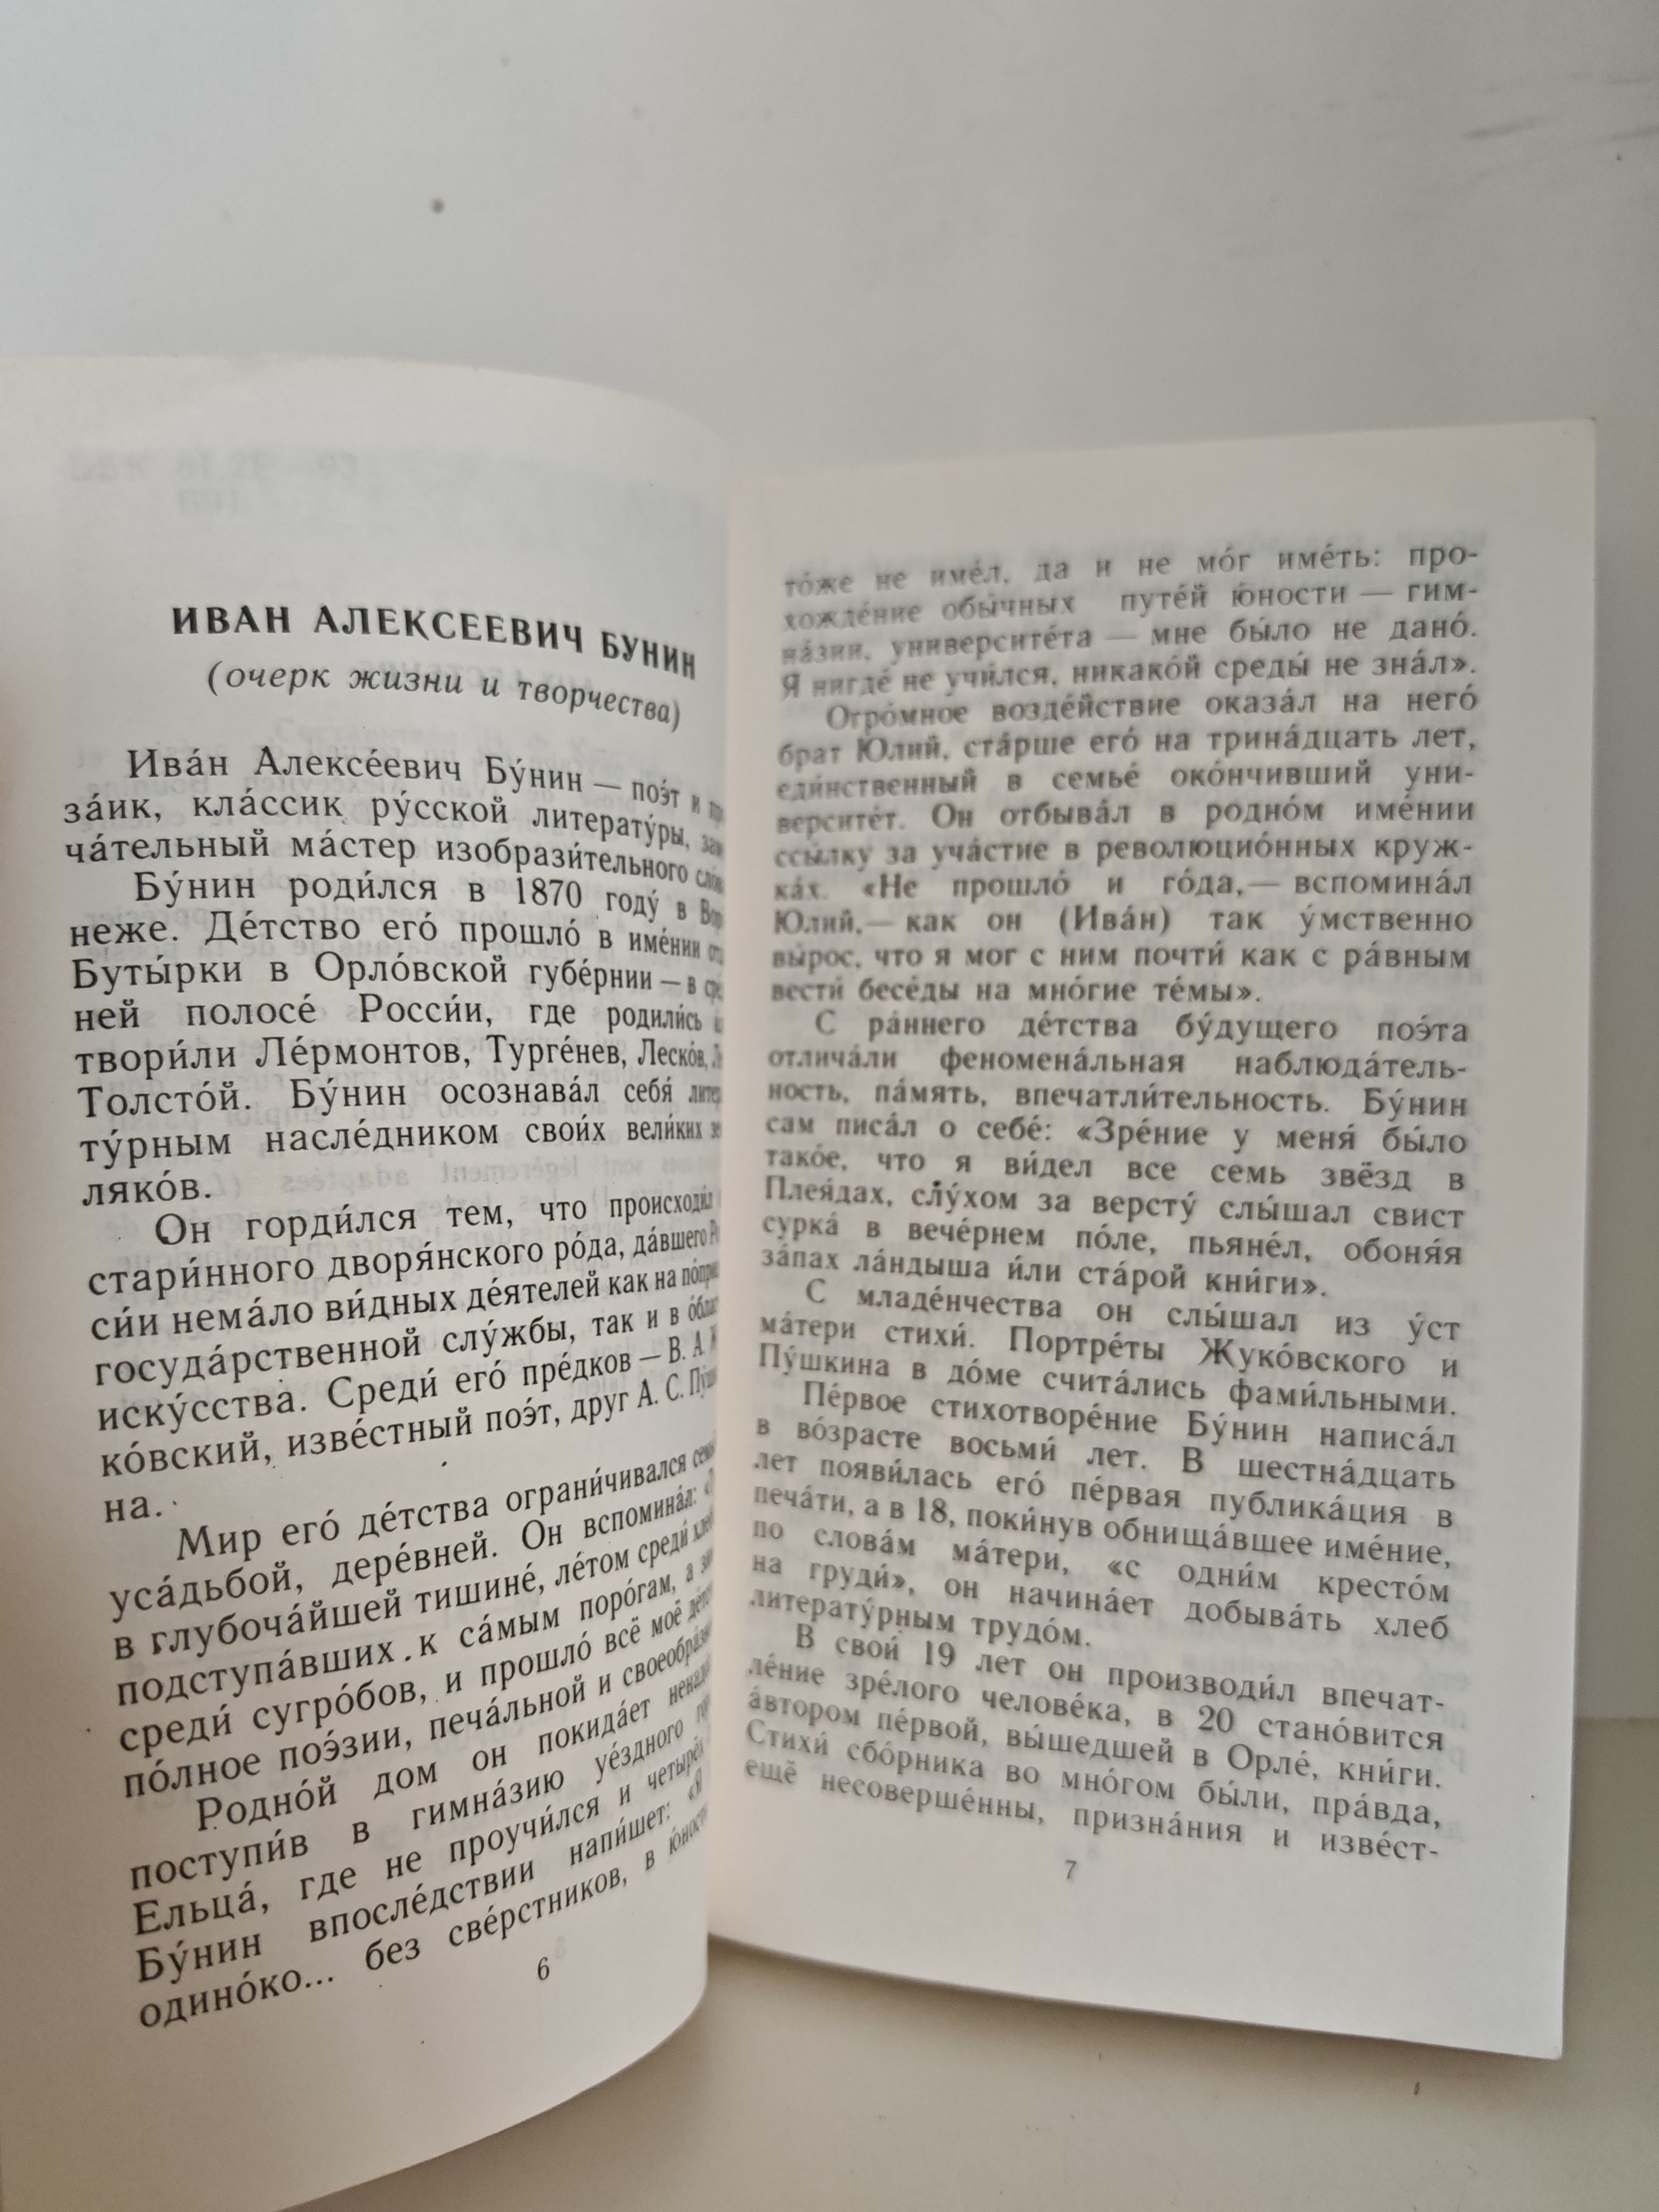 ИВАН АЛЕКСЕЕВИЧ БУНИН
(очерк жизни и творчества)
Ива́н Алексе́евич Бу́нин — поэ́т и
за́ик, кла́ссик ру́сской литерату́ры,
ча́тельный ма́стер изобрази́тельного
Бу́нин роди́лся в 1870 году́ в
неже. Де́тство его́ прошло́ в име́нии
Буты́рки в Орло́вской губе́рнии — в
ней полосе́ Росси́и, где родили́сь
твори́ли Ле́рмонтов, Турге́нев, Леско́в,
Толсто́й. Бу́нин осознава́л себя́
ту́рным насле́дником свои́х вели́ких
ляко́в.
Он горди́лся тем, что
стари́нного дворя́нского ро́да, да́вшего
си́и нема́ло ви́дных де́ятелей как на
госуда́рственной слу́жбы, так и в
иску́сства. Среди́ его́ пре́дков — В. А.
ко́вский, изве́стный поэ́т, друг А. С.
на.
Мир его́ де́тства ограни́чивался
уса́дьбой, дере́вней. Он вспомина́л:
в глубоча́йшей тишине́, ле́том среди́
подступа́вших к са́мым поро́гам, а
среди́ сугро́бов, и прошло́ всё моё
по́лное поэ́зии, печа́льной и
Родно́й дом он покида́ет
поступи́в в гимна́зию уе́здного
Ельца́, где не проучи́лся и
Бу́нин впосле́дствии напи́шет: «Я
одино́ко... без све́рстников, в
6
то́же не име́л, да и не мо́г име́ть: про-
хожде́ние обы́чных путе́й ю́ности — гим-
на́зии, университе́та — мне бы́ло не дано́.
Я нигде́ не учи́лся, никако́й среды́ не зна́л».
Огро́мное возде́йствие оказа́л на него́
брат Юлий, ста́рше его́ на трина́дцать лет,
еди́нственный в семье́ око́нчивший уни-
верситет. Он отбыва́л в родно́м име́нии
ссы́лку за уча́стие в революцио́нных круж-
ка́х. «Не прошло́ и го́да,— вспомина́л
Юлий,— как он (Ива́н) так у́мственно
вы́рос, что я мог с ним почти́ как с ра́вным
вести́ бесе́ды на мно́гие те́мы».
С ра́ннего де́тства бу́дущего поэ́та
отлича́ли феномена́льная наблюда́тель-
ность, па́мять, впечатли́тельность. Бу́нин
сам писа́л о себе́: «Зре́ние у меня́ бы́ло
тако́е, что я ви́дел все семь звёзд в
Плея́дах, слу́хом за версту́ слы́шал свист
сурка́ в вече́рнем по́ле, пьяне́л, обоня́я
за́пах ла́ндыша и́ли ста́рой кни́ги».
С младе́нчества он слы́шал из у́ст
ма́тери стихи́. Портре́ты Жуко́вского и
Пу́шкина в до́ме счита́лись фами́льными.
Пе́рвое стихотворе́ние Бу́нин написа́л
в во́зрасте восьми́ лет. В шестна́дцать
лет появи́лась его́ пе́рвая публика́ция в
печа́ти, а в 18, поки́нув обнища́вшее име́ние,
по слова́м ма́тери, «с одни́м кресто́м
на груди́», он начина́ет добыва́ть хлеб
литерату́рным трудо́м.
В свои́ 19 лет он производи́л впечат-
ле́ние зре́лого челове́ка, в 20 стано́вится
а́втором пе́рвой, вы́шедшей в Орле́, кни́ги.
Стихи́ сбо́рника во мно́гом бы́ли, пра́вда,
ещё несоверше́нны, призна́ния и изве́ст-
7